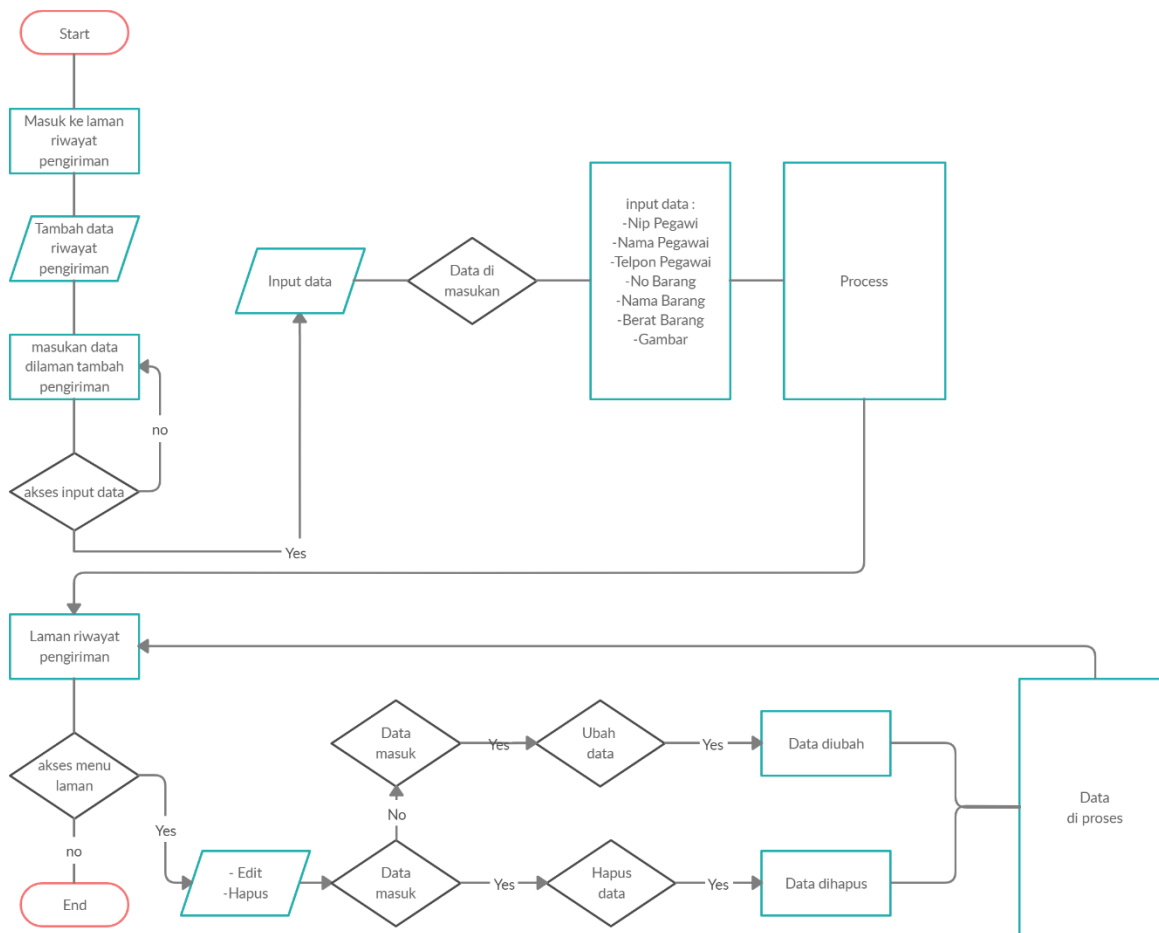 Start
Masuk ke laman
riwayat
pengiriman
Tambah data
riwayat
pengiriman
masukan data
dilaman tambah
pengiriman
no
akses input data
Yes
Input data
Data di
masukan
input data :
-Nip Pegawi
-Nama Pegawai
-Telpon Pegawai
-No Barang
-Nama Barang
-Berat Barang
-Gambar
Process
Laman riwayat
pengiriman
akses menu
laman
no
End
Yes
- Edit
-Hapus
Data
masuk
No
Data
masuk
Yes
Ubah
data
Yes
Data diubah
Yes
Hapus
data
Yes
Data dihapus
Data
di proses